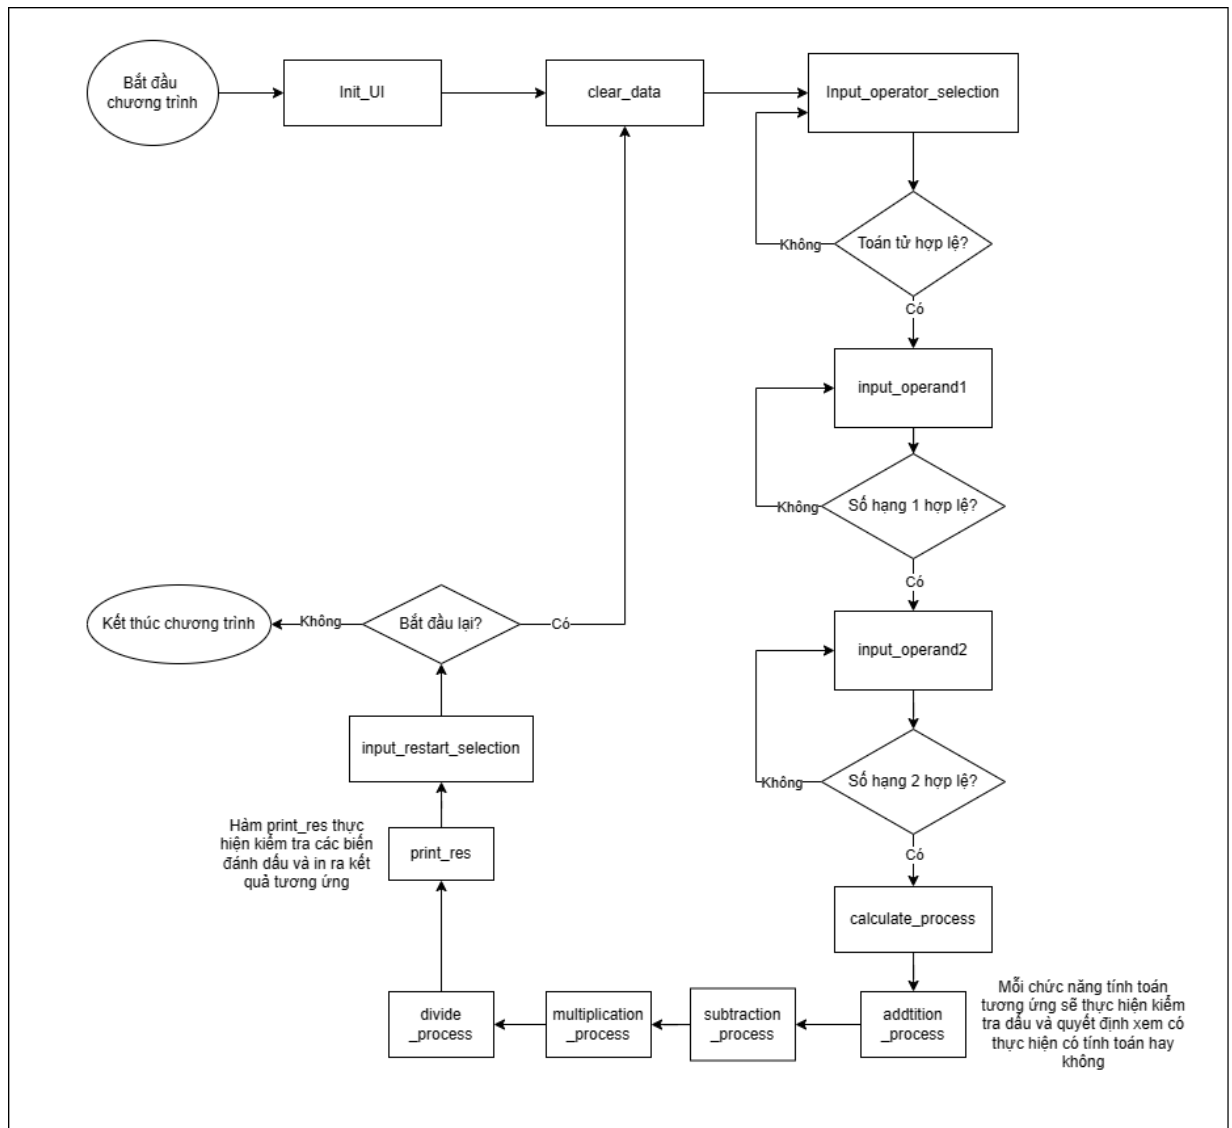 Bắt đầu
chương trình
Init_UI
clear_data
Input_operator_selection
Toán tử hợp lệ?
Không
Có
input_operand1
Số hạng 1 hợp lệ?
Không
Có
input_operand2
Số hạng 2 hợp lệ?
Không
Có
calculate_process
addtition
_process
Mỗi chức năng tính toán
tương ứng sẽ thực hiện kiểm
tra dấu và quyết định xem có
thực hiện có tính toán hay
không
subtraction
_process
multiplication
_process
divide
_process
print_res
Hàm print_res thực
hiện kiểm tra các biến
đánh dấu và in ra kết
quả tương ứng
input_restart_selection
Bắt đầu lại?
Có
Không
Kết thúc chương trình